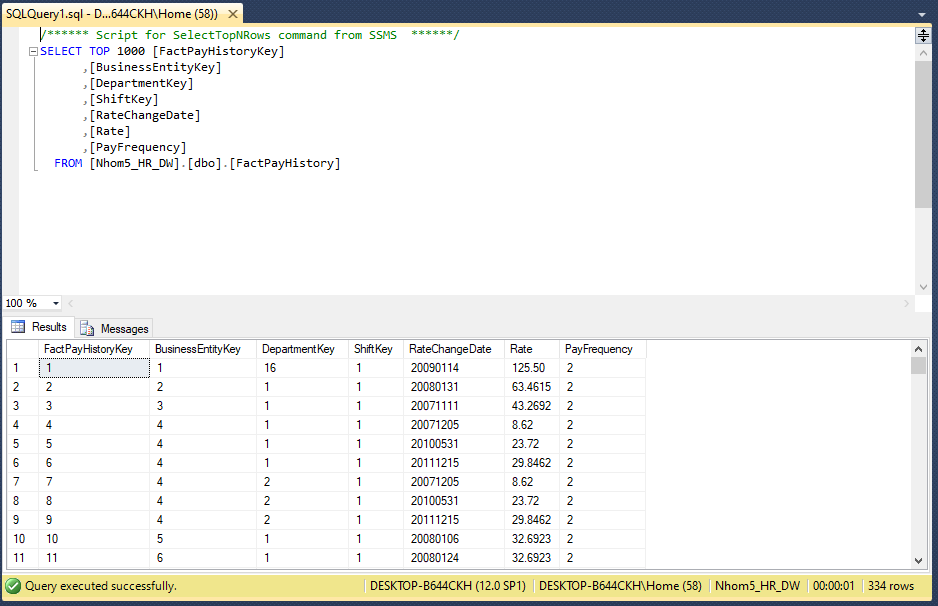 SQLQuery1.sql - D...644CKH\Home (58))
/****** Script for SelectTopNRows command from SSMS  ******/
SELECT TOP 1000 [FactPayHistoryKey]
,[BusinessEntityKey]
,[DepartmentKey]
,[ShiftKey]
,[RateChangeDate]
,[Rate]
,[PayFrequency]
FROM [Nhom5_HR_DW].[dbo].[FactPayHistory]
100 %
Results Messages
FactPayHistoryKey BusinessEntityKey DepartmentKey ShiftKey RateChangeDate Rate PayFrequency
1 1 1 16 1 20090114 125.50 2
2 2 2 1 1 20080131 63.4615 2
3 3 3 1 1 20071111 43.2692 2
4 4 4 1 1 20071205 8.62 2
5 5 4 1 1 20100531 23.72 2
6 6 4 1 1 20111215 29.8462 2
7 7 4 2 1 20071205 8.62 2
8 8 4 2 1 20100531 23.72 2
9 9 4 2 1 20111215 29.8462 2
10 10 5 1 1 20080106 32.6923 2
11 11 6 1 1 20080124 32.6923 2
Query executed successfully. DESKTOP-B644CKH (12.0 SP1) DESKTOP-B644CKH\Home (58) Nhom5_HR_DW 00:00:01 334 rows